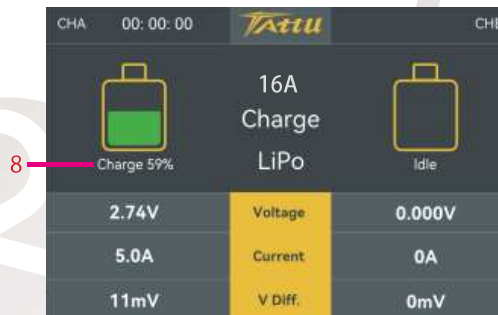 CHA 00: 00: 00 TATTU CHB
16A
Charge
8 Charge 59% LiPo Idle
2.74V Voltage 0.000V
5.0A Current 0A
11mV V Diff. 0mV